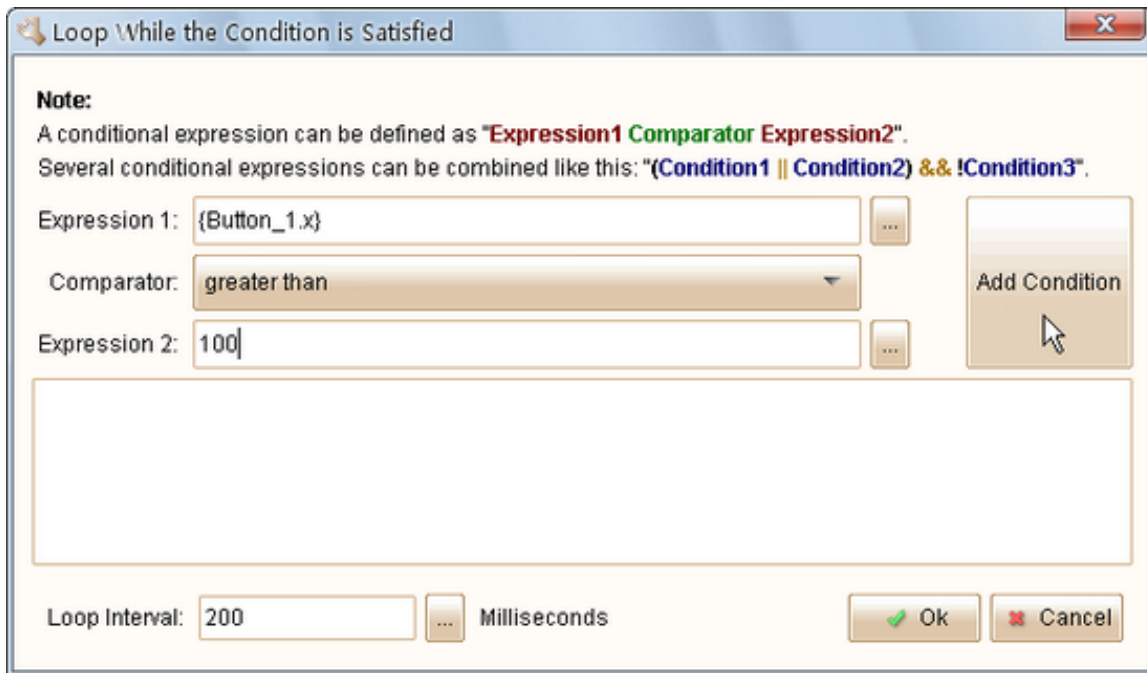 Loop While the Condition is Satisfied
Note:
A conditional expression can be defined as "Expression1 Comparator Expression2".
Several conditional expressions can be combined like this: "(Condition1 || Condition2) && !Condition3".
Expression 1: {Button_1.x} ...
Comparator: greater than
Add Condition
Expression 2: 100 ...
Loop Interval: 200 ... Milliseconds Ok Cancel